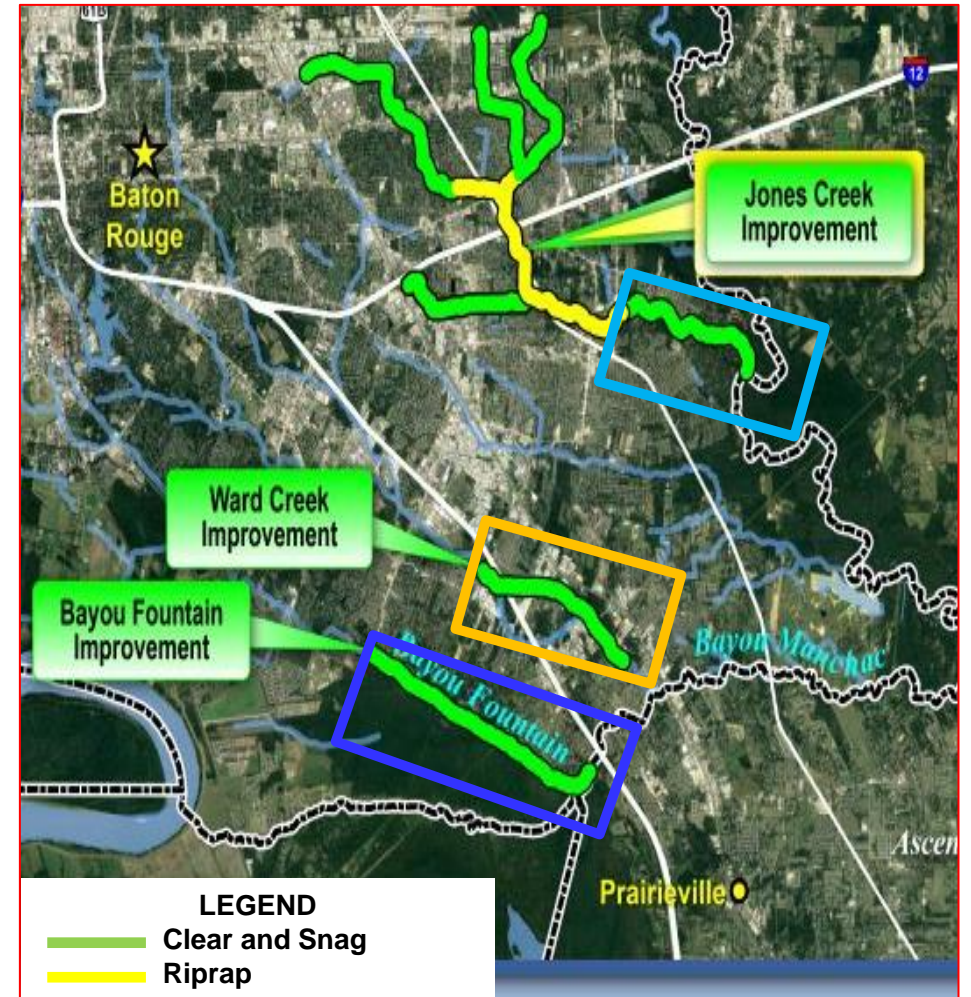 61B
12
Baton
Rouge
Jones Creek
Improvement
Ward Creek
Improvement
Bayou Fountain
Improvement
Bayou Fountain
Bayou Manchac
Ascen
Prairieville
LEGEND
Clear and Snag
Riprap